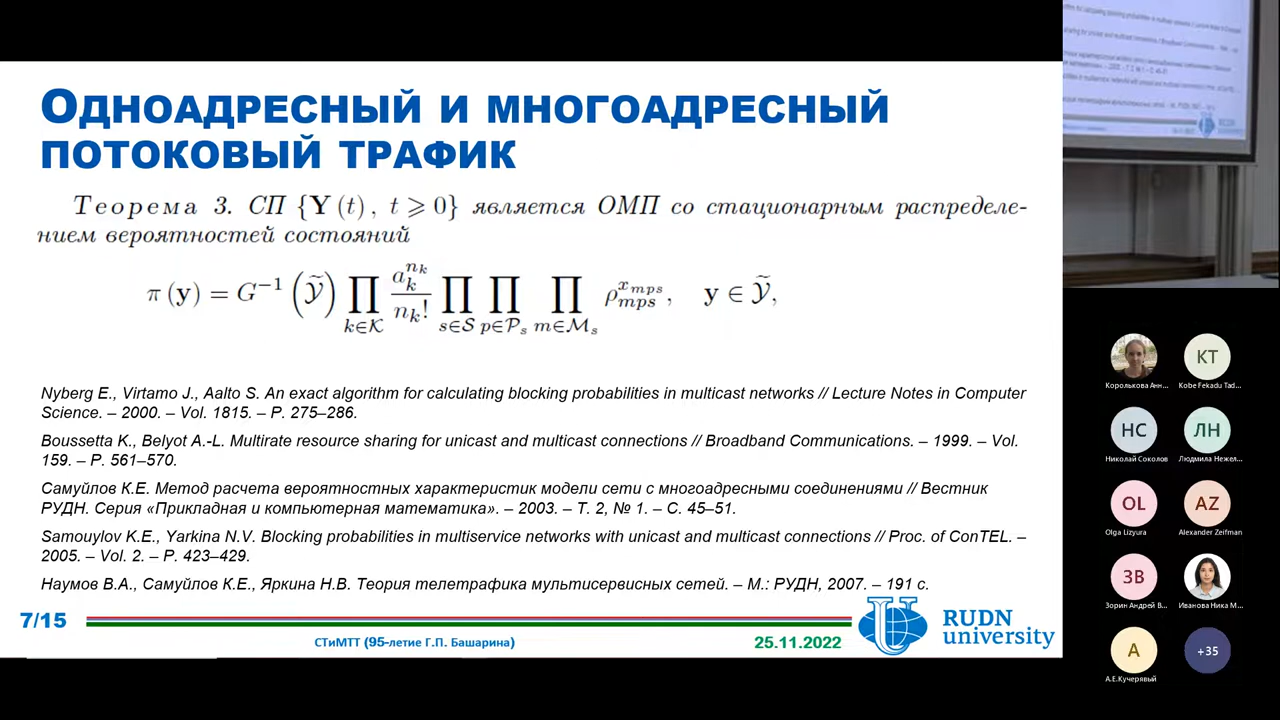 ОДНОАДРЕСНЫЙ И МНОГОАДРЕСНЫЙ
ПОТОКОВЫЙ ТРАФИК
Теорема 3. СП {Y(t), t ⩾ 0} является ОМП со стационарным распределе-
нием вероятностей состояний
π(y) = G⁻¹(𝒴̃) ∏_{k∈𝒦} a_k^{n_k}/n_k! ∏_{s∈𝒮} ∏_{p∈𝒫_s} ∏_{m∈ℳ_s} ρ_{mps}^{x_{mps}}, y ∈ 𝒴̃,
Nyberg E., Virtamo J., Aalto S. An exact algorithm for calculating blocking probabilities in multicast networks // Lecture Notes in Computer
Science. – 2000. – Vol. 1815. – P. 275–286.
Boussetta K., Belyot A.-L. Multirate resource sharing for unicast and multicast connections // Broadband Communications. – 1999. – Vol.
159. – P. 561–570.
Самуйлов К.Е. Метод расчета вероятностных характеристик модели сети с многоадресными соединениями // Вестник
РУДН. Серия «Прикладная и компьютерная математика». – 2003. – Т. 2, № 1. – С. 45–51.
Samouylov K.E., Yarkina N.V. Blocking probabilities in multiservice networks with unicast and multicast connections // Proc. of ConTEL. –
2005. – Vol. 2. – P. 423–429.
Наумов В.А., Самуйлов К.Е., Яркина Н.В. Теория пелетрафика мультисервисных сетей. – М.: РУДН, 2007. – 191 с.
7/15
СТиМТТ (95-летие Г.П. Башарина)
25.11.2022
RUDN
university
RUDN
university
Королькова Анн...
KT
Kobe Fekadu Tad...
НС
Николай Соколов
ЛН
Людмила Нежел...
OL
Olga Lizyura
AZ
Alexander Zeifman
ЗВ
Зорин Андрей В...
Иванова Ника М...
А
А.Е.Кучерявый
+35